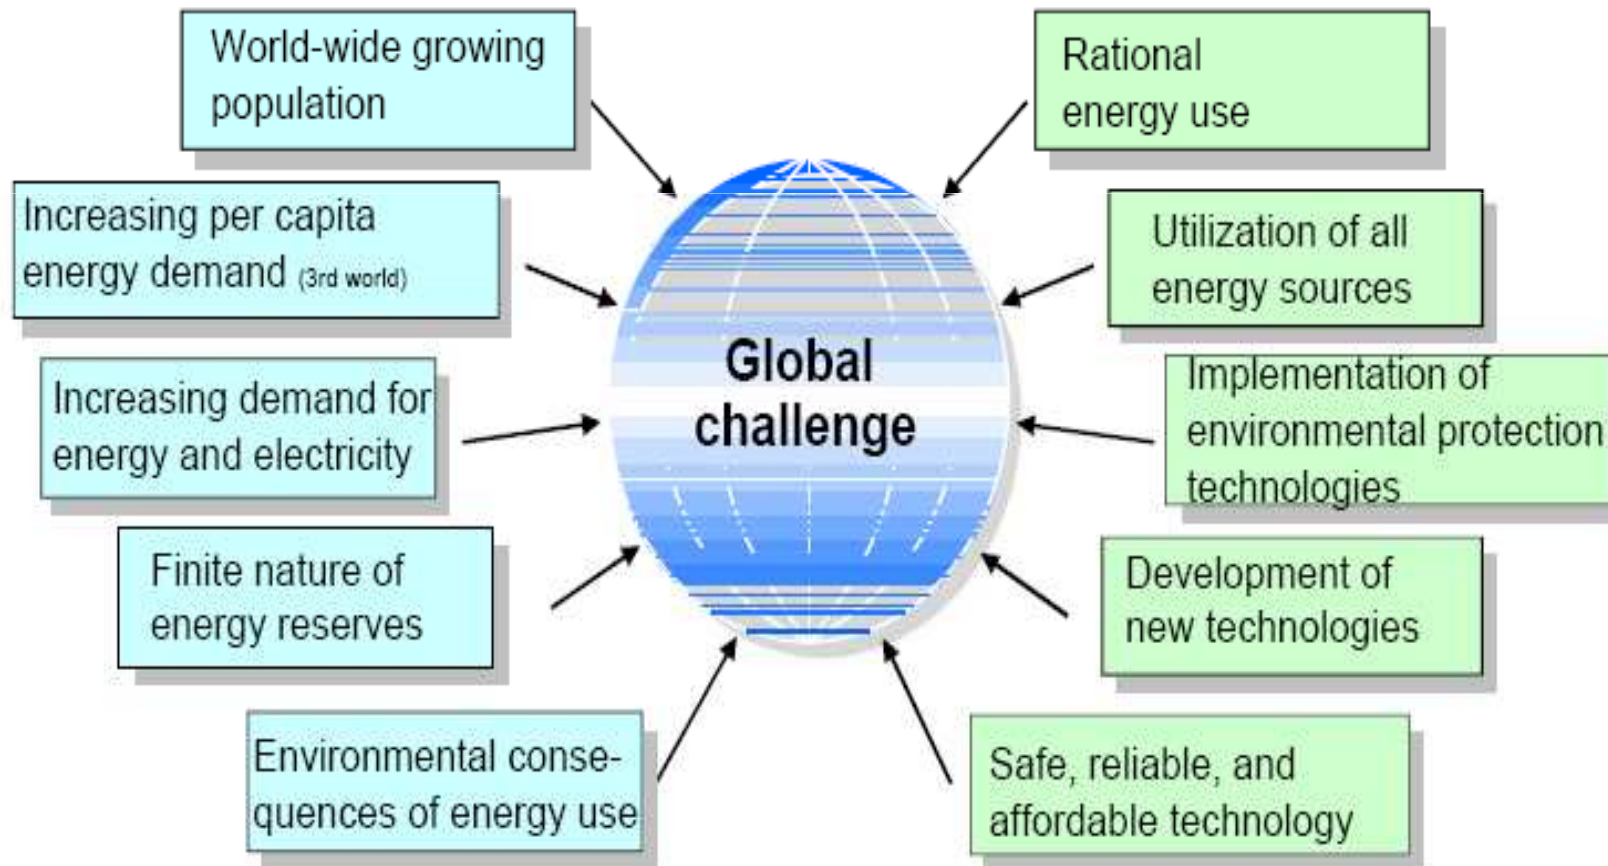 World-wide growing
population
Increasing per capita
energy demand (3rd world)
Increasing demand for
energy and electricity
Finite nature of
energy reserves
Environmental conse-
quences of energy use
Global
challenge
Rational
energy use
Utilization of all
energy sources
Implementation of
environmental protection
technologies
Development of
new technologies
Safe, reliable, and
affordable technology